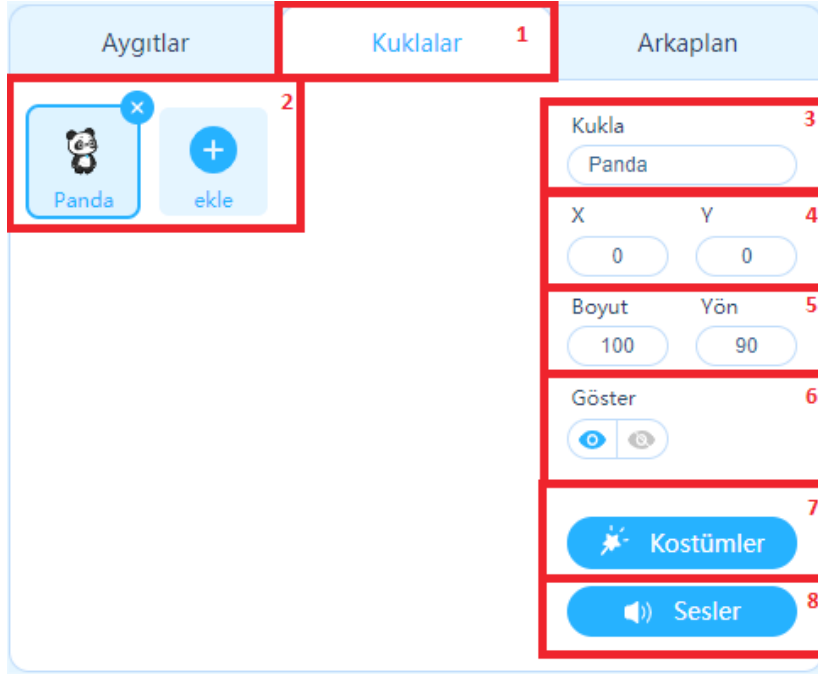 Aygıtlar Kuklalar 1 Arkaplan
2
Panda ekle
Kukla 3
Panda
X Y 4
0 0
Boyut Yön 5
100 90
Göster 6
7
Kostümler
8
Sesler